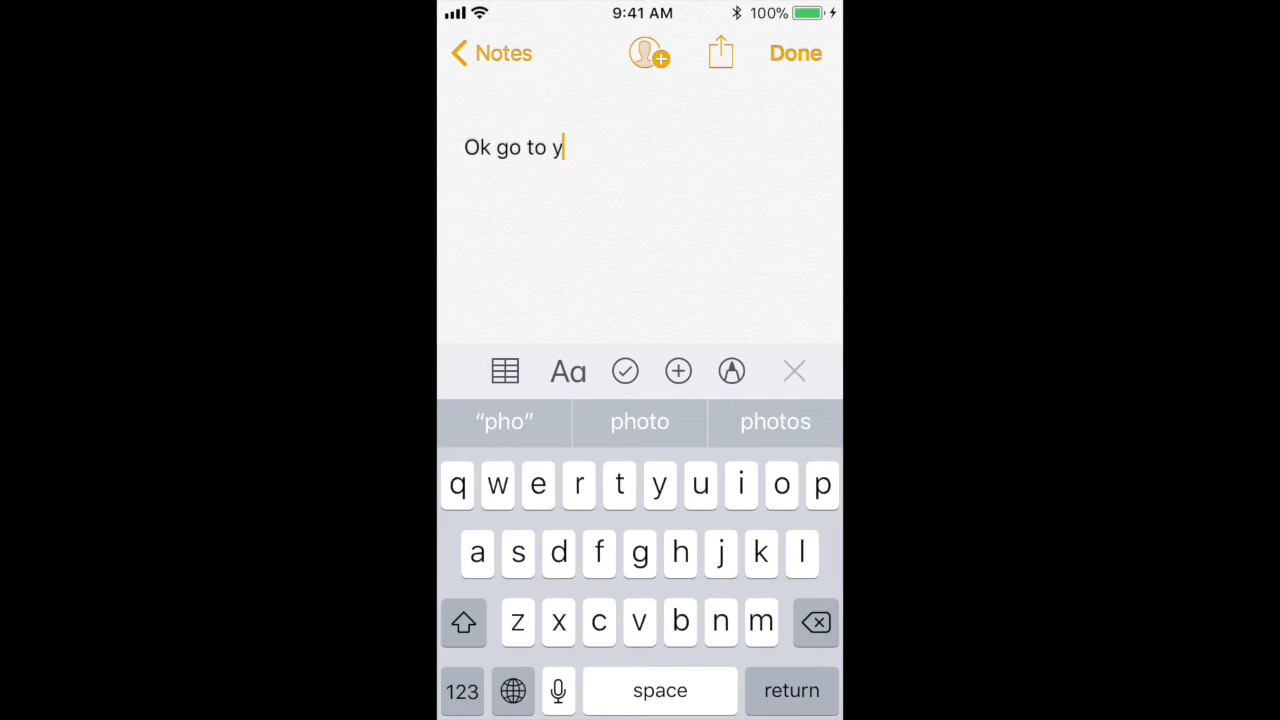 9:41 AM 100%
Notes Done
Ok go to y
Aa
“pho” photo photos
q w e r t y u i o p
a s d f g h j k l
z x c v b n m
123 space return